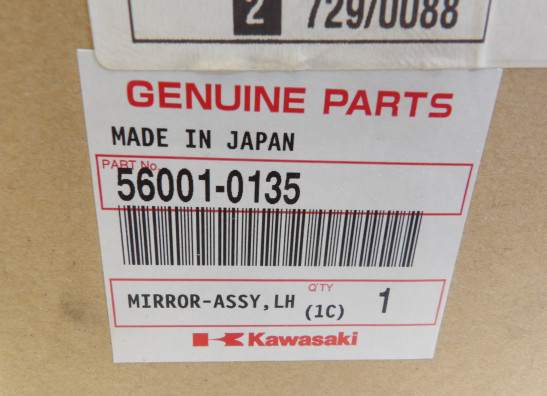 2 729/0088
GENUINE PARTS
MADE IN JAPAN
PART No.
56001-0135
Q'TY
MIRROR-ASSY,LH (1C) 1
Kawasaki